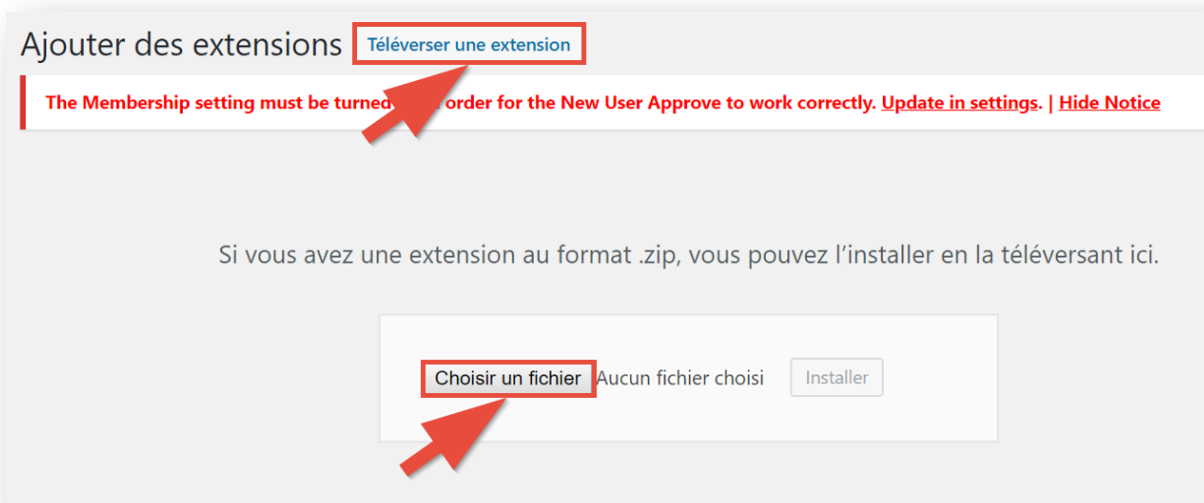 Ajouter des extensions Téléverser une extension
The Membership setting must be turned order for the New User Approve to work correctly. Update in settings. | Hide Notice
Si vous avez une extension au format .zip, vous pouvez l’installer en la téléversant ici.
Choisir un fichier Aucun fichier choisi Installer